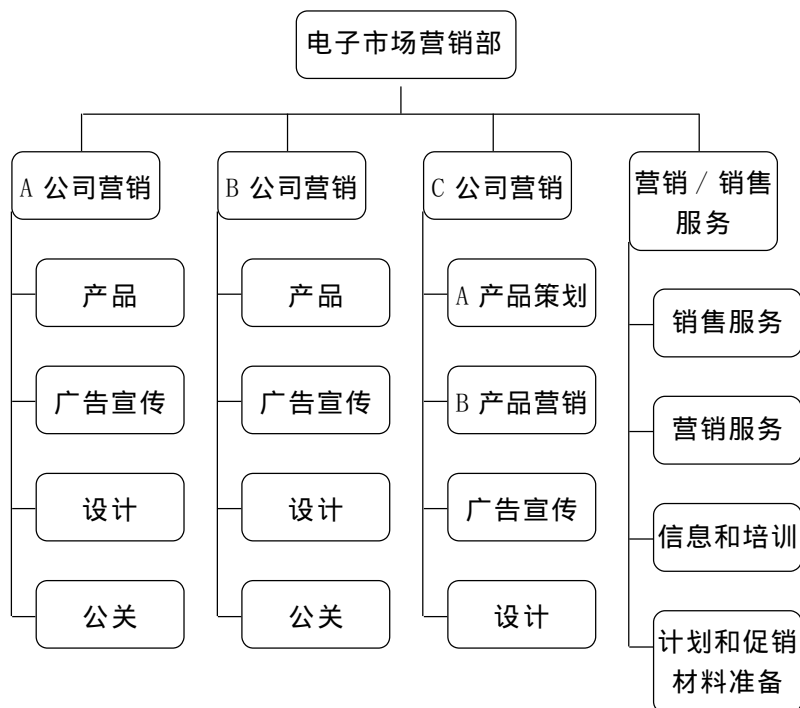 电子市场营销部
A 公司营销
B 公司营销
C 公司营销
营销 / 销售
服务
产品
广告宣传
设计
公关
产品
广告宣传
设计
公关
A 产品策划
B 产品营销
广告宣传
设计
销售服务
营销服务
信息和培训
计划和促销
材料准备